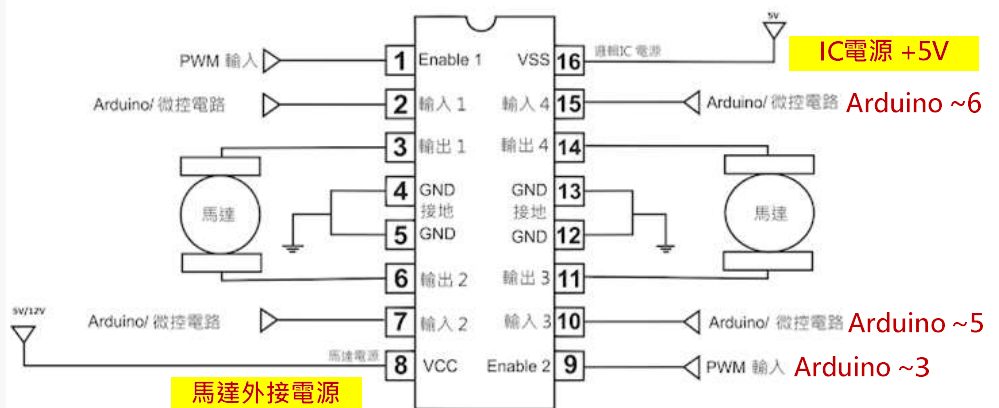 5V
IC電源 +5V
PWM 輸入 1 Enable 1 VSS 16 邏輯IC 電源
Arduino/ 微控電路 2 輸入 1 輸入 4 15 Arduino/ 微控電路 Arduino ~6
3 輸出 1 輸出 4 14
4 GND GND 13
馬達 接地 接地 馬達
5 GND GND 12
6 輸出 2 輸出 3 11
5V/12V
Arduino/ 微控電路 7 輸入 2 輸入 3 10 Arduino/ 微控電路 Arduino ~5
馬達電源 8 VCC Enable 2 9 PWM 輸入 Arduino ~3
馬達外接電源